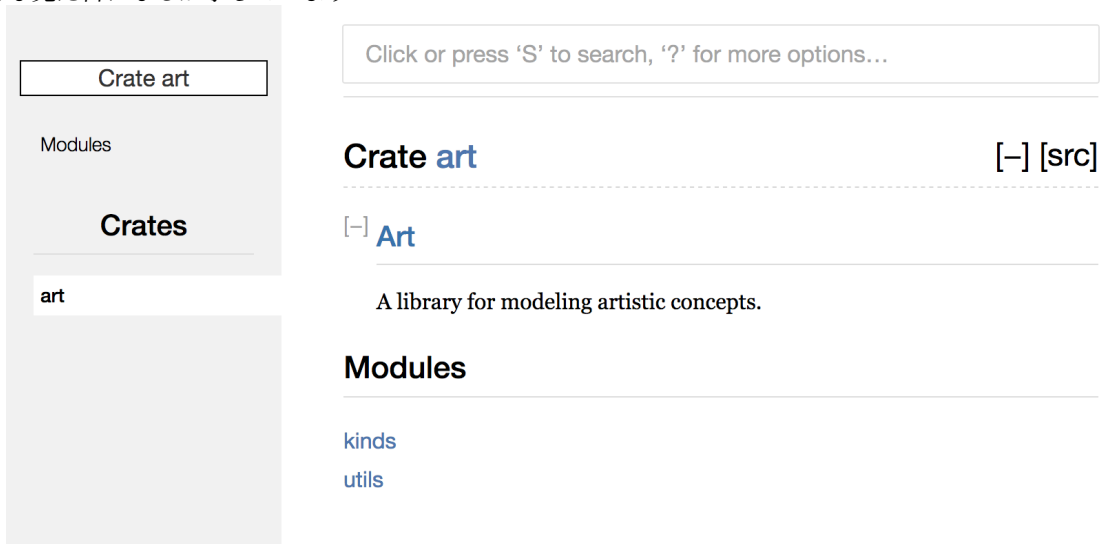 Crate art
Modules
Crates
art
Click or press ‘S’ to search, ‘?’ for more options…
Crate art
[–] [src]
[–] Art
A library for modeling artistic concepts.
Modules
kinds
utils